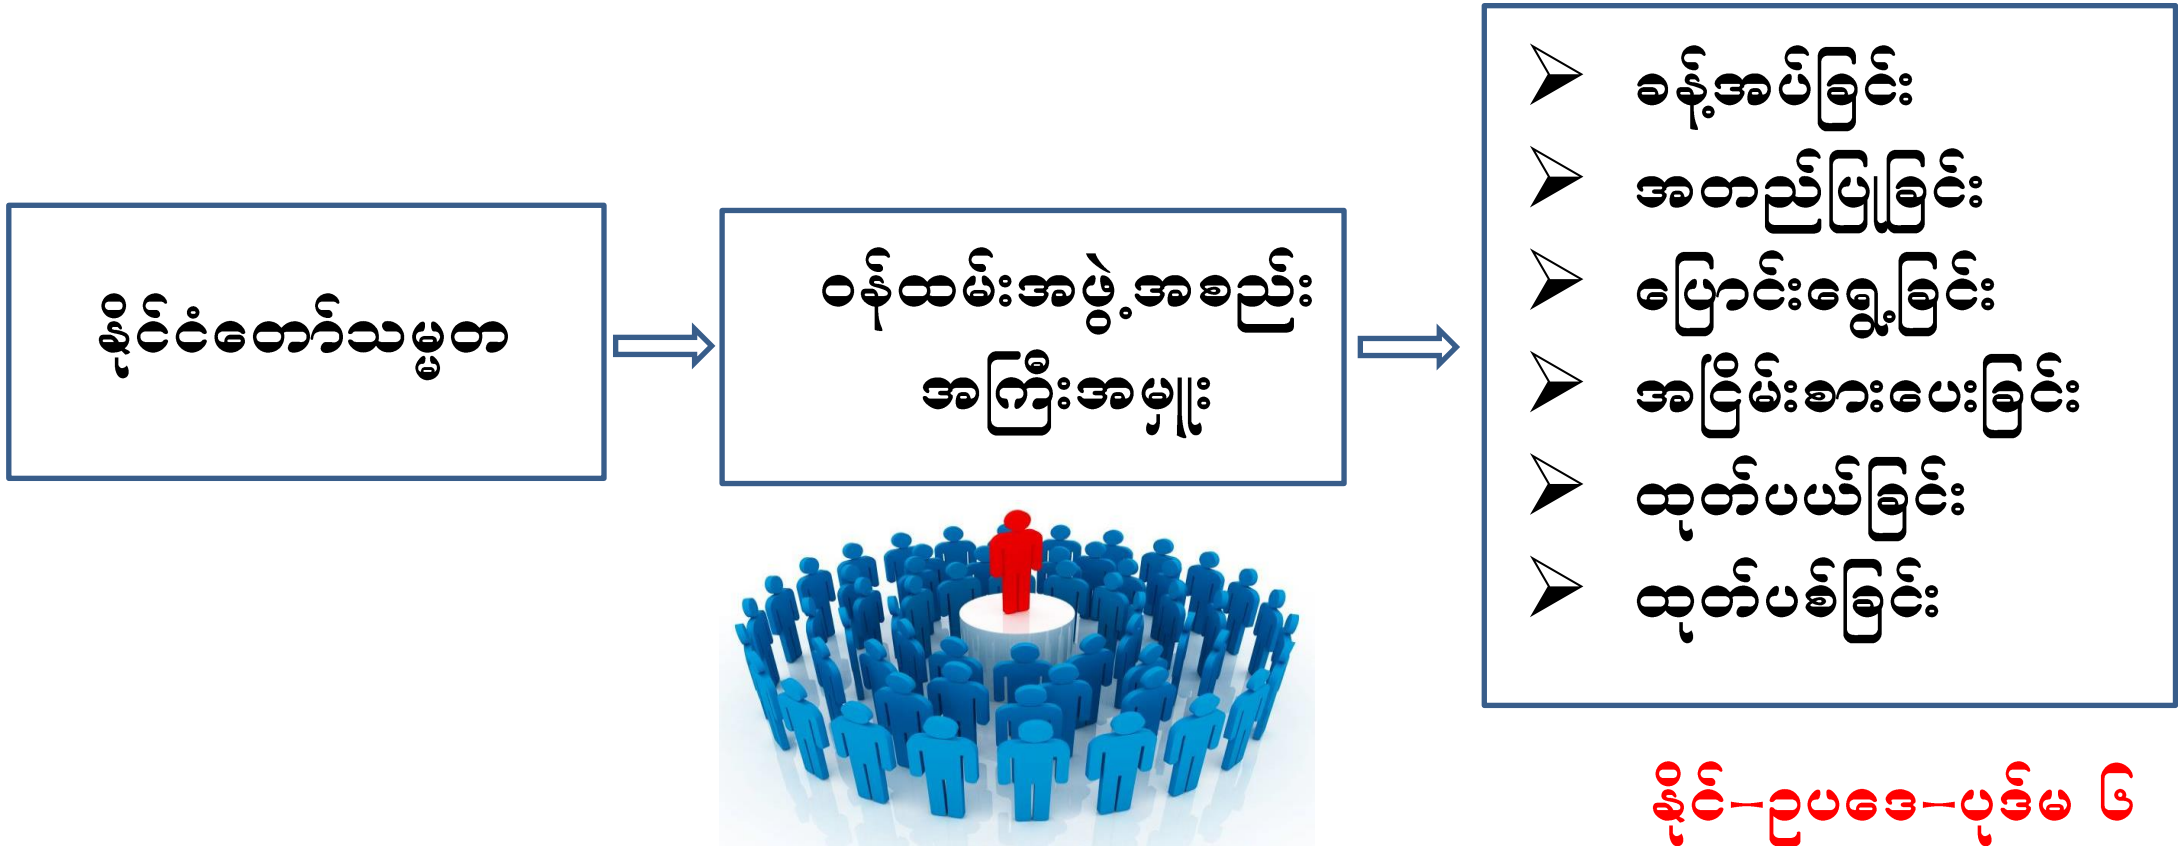 နိုင်ငံတော်သမ္မတ
ဝန်ထမ်းအဖွဲ့အစည်း
အကြီးအမှူး
ခန့်အပ်ခြင်း
အတည်ပြုခြင်း
ပြောင်းရွှေ့ခြင်း
အငြိမ်းစားပေးခြင်း
ထုတ်ပယ်ခြင်း
ထုတ်ပစ်ခြင်း
နိုင်-ဥပဒေ-ပုဒ်မ ၆